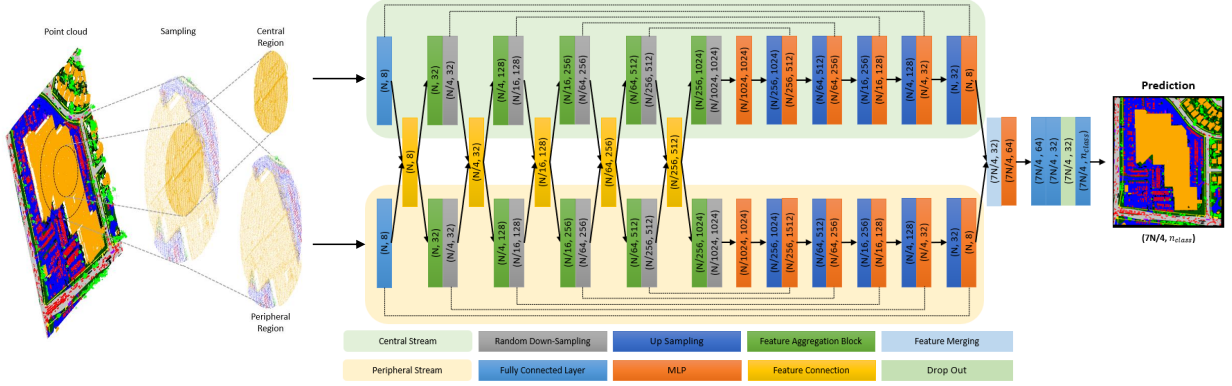 Point cloud
Sampling
Central
Region
Peripheral
Region
(N, 8)
(N, 32)
(N/4, 32)
(N/4, 128)
(N/16, 128)
(N/16, 256)
(N/64, 256)
(N/64, 512)
(N/256, 512)
(N/256, 1024)
(N/1024, 1024)
(N/1024, 1024)
(N/256, 1024)
(N/256, 512)
(N/64, 512)
(N/64, 256)
(N/16, 256)
(N/16, 128)
(N/4, 128)
(N/4, 32)
(N, 32)
(N, 8)
(N, 8)
(N/4, 32)
(N/16, 128)
(N/64, 256)
(N/256, 512)
(N, 8)
(N, 32)
(N/4, 32)
(N/4, 128)
(N/16, 128)
(N/16, 256)
(N/64, 256)
(N/64, 512)
(N/256, 512)
(N/256, 1024)
(N/1024, 1024)
(N/1024, 1024)
(N/256, 1024)
(N/256, 1512)
(N/64, 512)
(N/64, 256)
(N/16, 256)
(N/16, 128)
(N/4, 128)
(N/4, 32)
(N, 32)
(N, 8)
(7N/4, 32)
(7N/4, 64)
(7N/4 , 64)
(7N/4 , 32)
(7N/4 , 32)
(7N/4, n_class)
Prediction
(7N/4, n_class)
Central Stream
Random Down-Sampling
Up Sampling
Feature Aggregation Block
Feature Merging
Peripheral Stream
Fully Connected Layer
MLP
Feature Connection
Drop Out